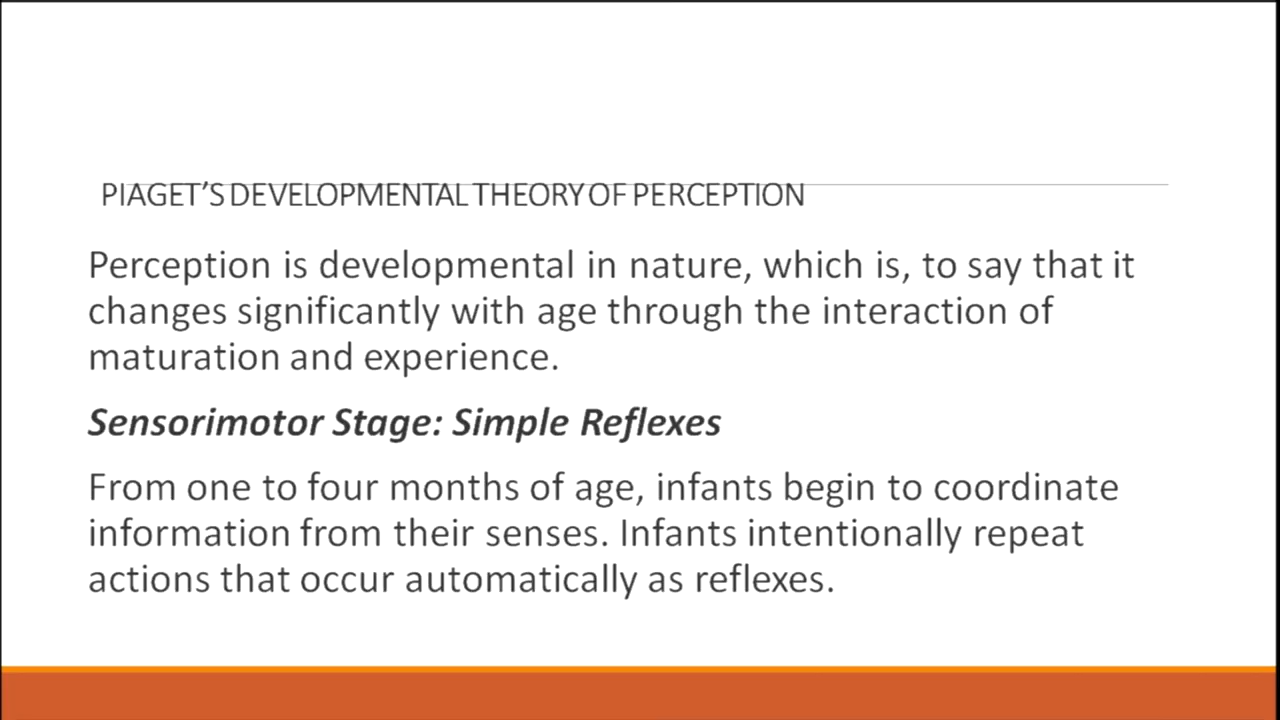 PIAGET’S DEVELOPMENTAL THEORY OF PERCEPTION
Perception is developmental in nature, which is, to say that it
changes significantly with age through the interaction of
maturation and experience.
Sensorimotor Stage: Simple Reflexes
From one to four months of age, infants begin to coordinate
information from their senses. Infants intentionally repeat
actions that occur automatically as reflexes.